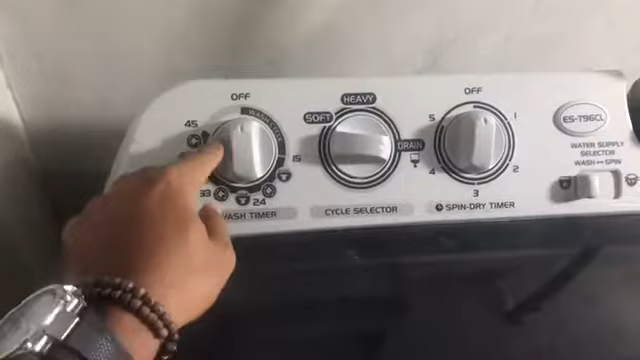 OFF
45
15
33
24
WASH TIMER
HEAVY
SOFT
DRAIN
CYCLE SELECTOR
OFF
5
1
4
2
3
SPIN-DRY TIMER
ES-T96CL
WATER SUPPLY
SELECTOR
WASH SPIN